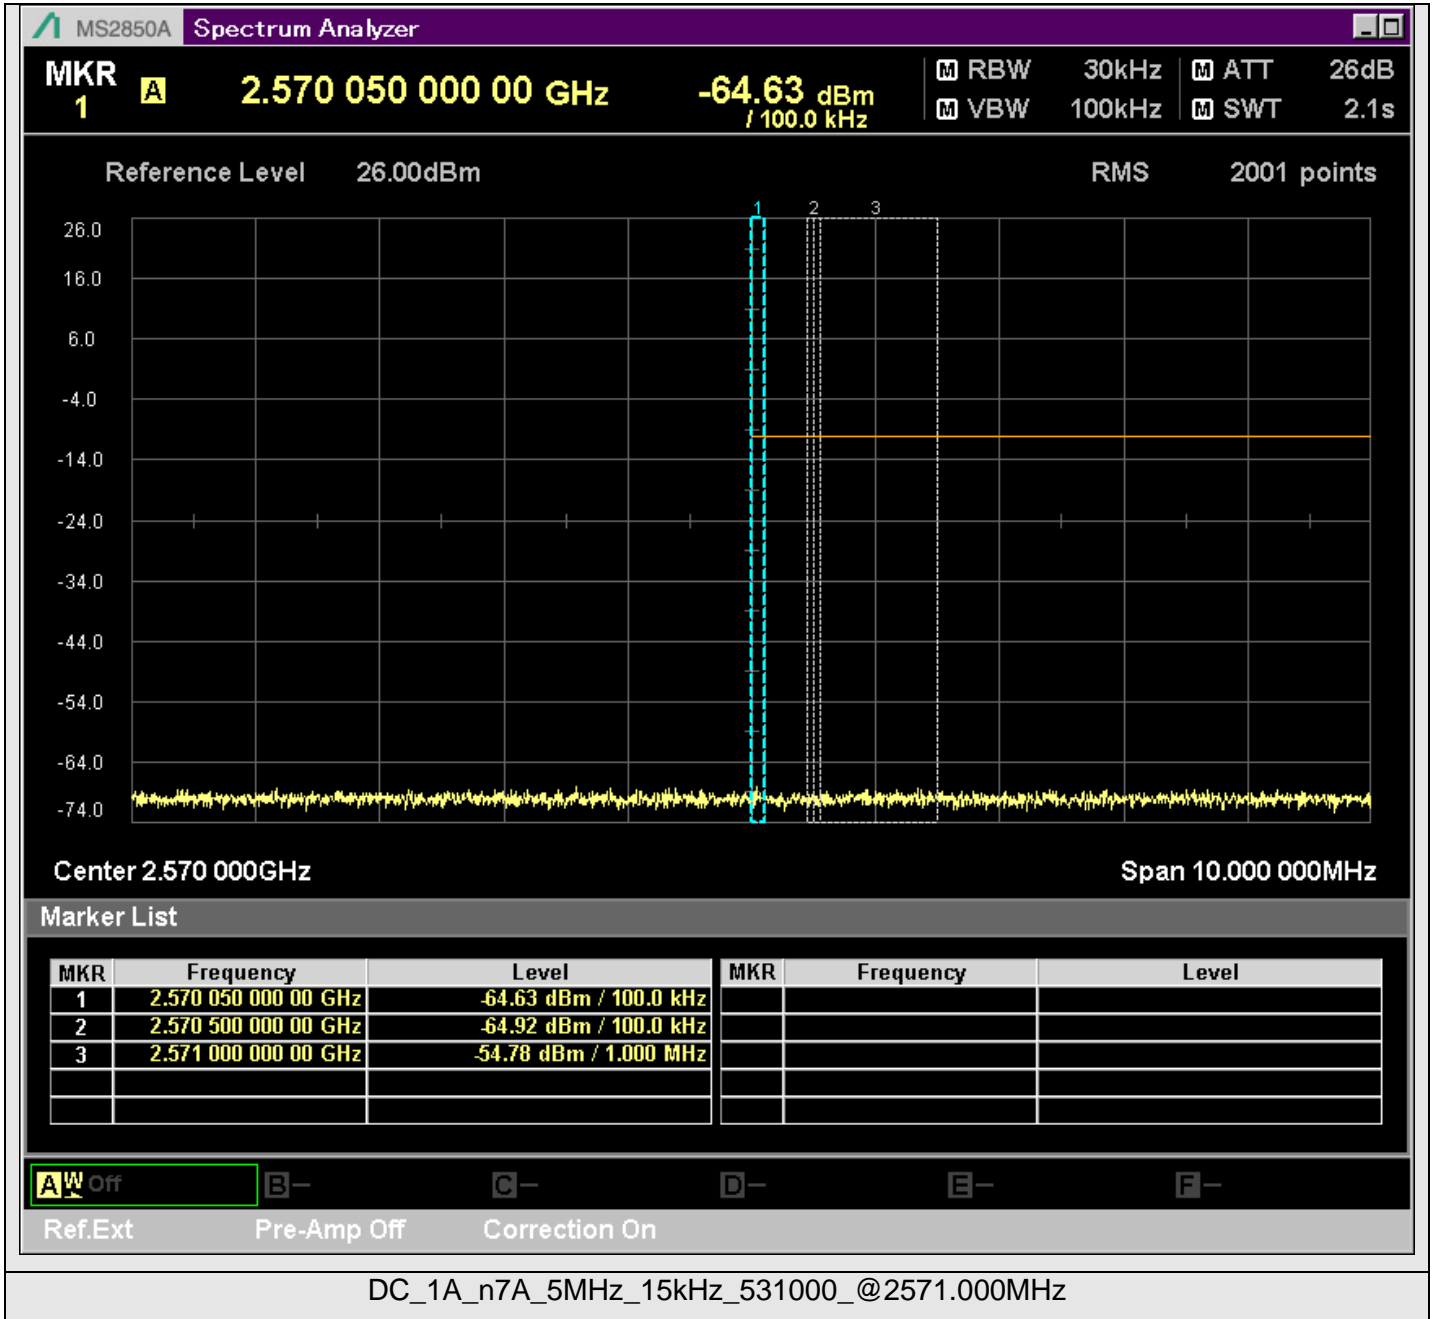 MS2850A Spectrum Analyzer
MKR 1 A 2.570 050 000 00 GHz -64.63 dBm / 100.0 kHz
M RBW 30kHz M ATT 26dB
M VBW 100kHz M SWT 2.1s
Reference Level 26.00dBm RMS 2001 points
1 2 3
26.0
16.0
6.0
-4.0
-14.0
-24.0
-34.0
-44.0
-54.0
-64.0
-74.0
Center 2.570 000GHz Span 10.000 000MHz
Marker List
MKR Frequency Level MKR Frequency Level
1 2.570 050 000 00 GHz -64.63 dBm / 100.0 kHz
2 2.570 500 000 00 GHz -64.92 dBm / 100.0 kHz
3 2.571 000 000 00 GHz -54.78 dBm / 1.000 MHz
A W Off B − C − D − E − F −
Ref.Ext Pre-Amp Off Correction On
DC_1A_n7A_5MHz_15kHz_531000_@2571.000MHz